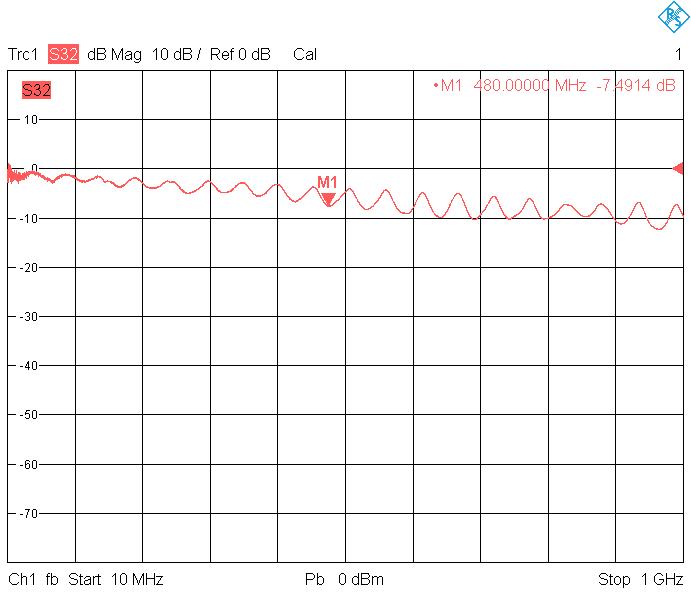 R&S
Trc1 S32 dB Mag 10 dB / Ref 0 dB Cal 1
S32 •M1 480.00000 MHz -7.4914 dB
10
0
M1
-10
-20
-30
-40
-50
-60
-70
Ch1 fb Start 10 MHz Pb 0 dBm Stop 1 GHz